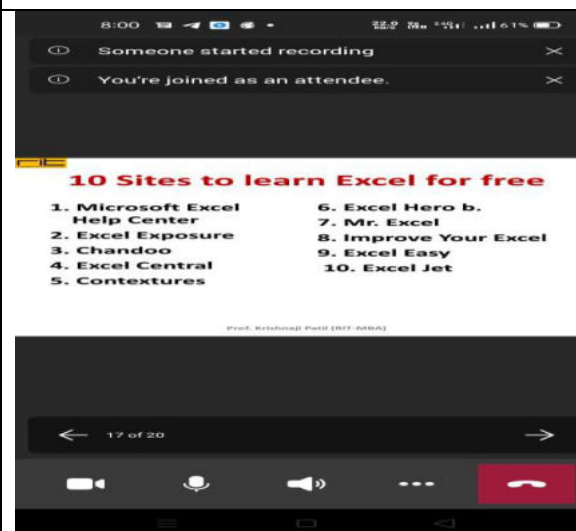 8:00
61%
Someone started recording
You're joined as an attendee.
10 Sites to learn Excel for free
1. Microsoft Excel
Help Center
2. Excel Exposure
3. Chandoo
4. Excel Central
5. Contextures
6. Excel Hero b.
7. Mr. Excel
8. Improve Your Excel
9. Excel Easy
10. Excel Jet
Prof. Krishnaji Patil (RIT-MBA)
17 of 20